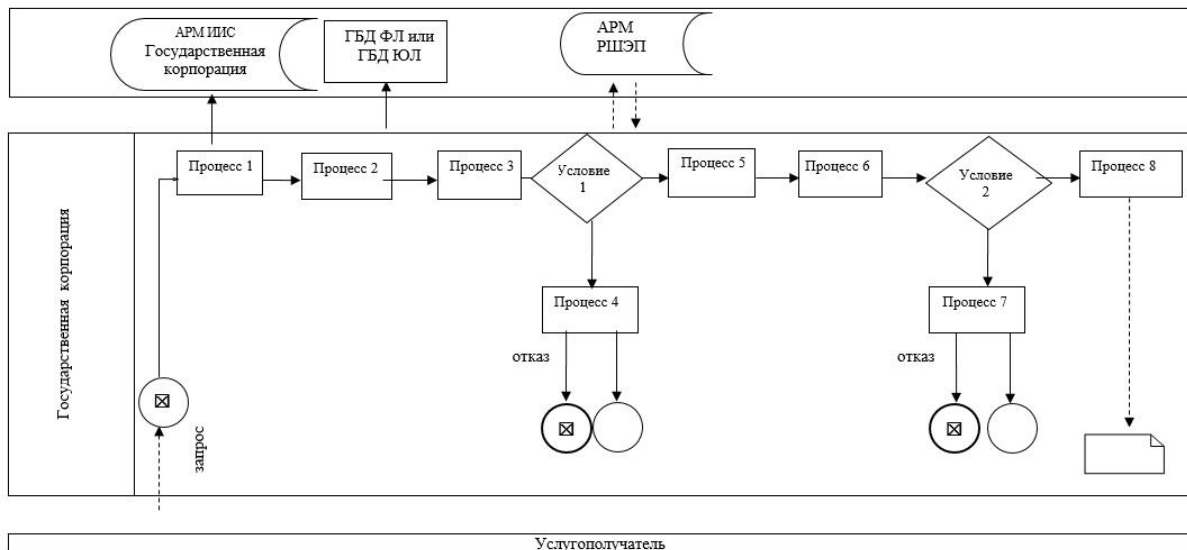 АРМ ИИС
Государственная
корпорация
ГБД ФЛ или
ГБД ЮЛ
АРМ
РШЭП
Государственная корпорация
Процесс 1
Процесс 2
Процесс 3
Условие
1
Процесс 5
Процесс 6
Условие
2
Процесс 8
Процесс 4
Процесс 7
отказ
отказ
запрос
Услугополучатель